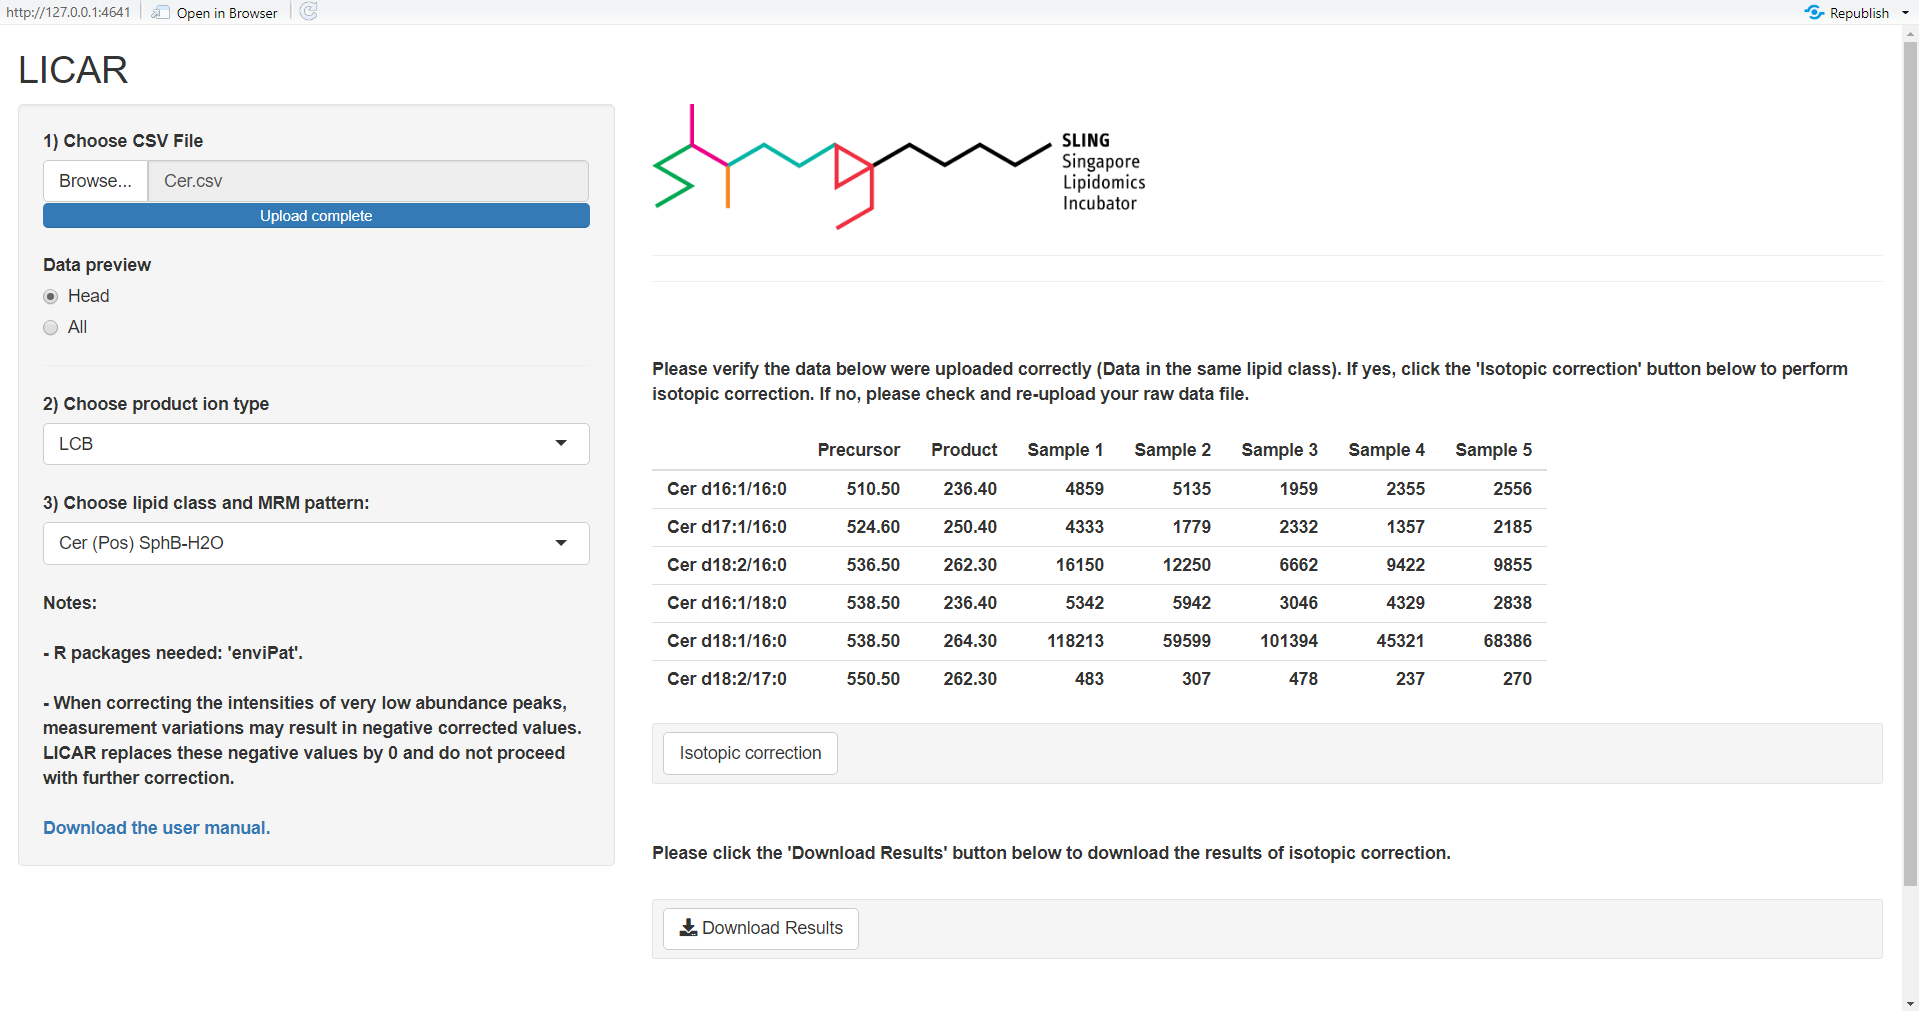 http://127.0.0.1:4641 Open in Browser Republish
LICAR
1) Choose CSV File
Browse... Cer.csv
Upload complete
Data preview
Head
All
2) Choose product ion type
LCB
3) Choose lipid class and MRM pattern:
Cer (Pos) SphB-H2O
Notes:
- R packages needed: 'enviPat'.
- When correcting the intensities of very low abundance peaks,
measurement variations may result in negative corrected values.
LICAR replaces these negative values by 0 and do not proceed
with further correction.
Download the user manual.
SLING
Singapore
Lipidomics
Incubator
Please verify the data below were uploaded correctly (Data in the same lipid class). If yes, click the 'Isotopic correction' button below to perform
isotopic correction. If no, please check and re-upload your raw data file.
Precursor Product Sample 1 Sample 2 Sample 3 Sample 4 Sample 5
Cer d16:1/16:0 510.50 236.40 4859 5135 1959 2355 2556
Cer d17:1/16:0 524.60 250.40 4333 1779 2332 1357 2185
Cer d18:2/16:0 536.50 262.30 16150 12250 6662 9422 9855
Cer d16:1/18:0 538.50 236.40 5342 5942 3046 4329 2838
Cer d18:1/16:0 538.50 264.30 118213 59599 101394 45321 68386
Cer d18:2/17:0 550.50 262.30 483 307 478 237 270
Isotopic correction
Please click the 'Download Results' button below to download the results of isotopic correction.
Download Results